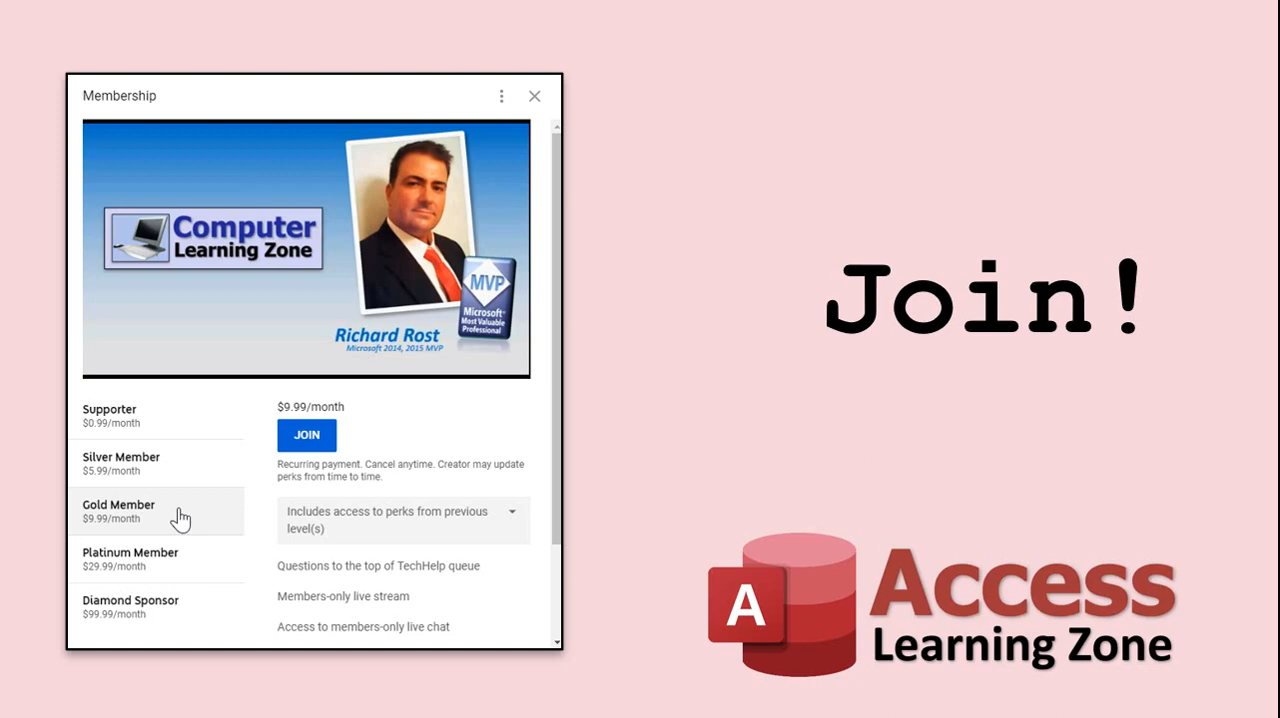 Membership
Computer
Learning Zone
MVP
Microsoft®
Most Valuable
Professional
Richard Rost
Microsoft 2014, 2015 MVP
Supporter
$0.99/month
Silver Member
$5.99/month
Gold Member
$9.99/month
Platinum Member
$29.99/month
Diamond Sponsor
$99.99/month
$9.99/month
JOIN
Recurring payment. Cancel anytime. Creator may update
perks from time to time.
Includes access to perks from previous
level(s)
Questions to the top of TechHelp queue
Members-only live stream
Access to members-only live chat
Join!
A
Access
Learning Zone